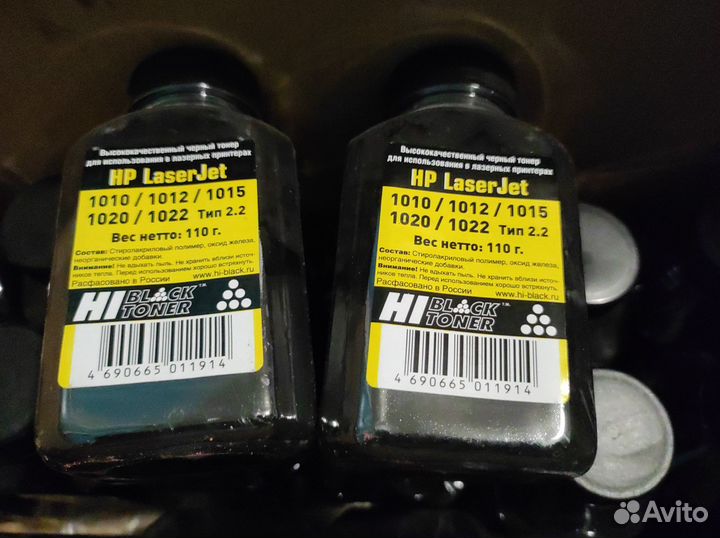 Высококачественный черный тонер
для использования в лазерных принтерах
HP LaserJet
1010 / 1012 / 1015
1020 / 1022 Тип 2.2
Вес нетто: 110 г.
Состав: Стиролакриловый полимер, оксид железа,
неорганические добавки.
Внимание! Не вдыхать пыль. Не хранить вблизи источ-
ников тепла. Перед использованием хорошо встряхнуть.
Расфасовано в России www.hi-black.ru
HI BLACK TONER ™
4 690665 011914
Высококачественный черный тонер
для использования в лазерных принтерах
HP LaserJet
1010 / 1012 / 1015
1020 / 1022 Тип 2.2
Вес нетто: 110 г.
Состав: Стиролакриловый полимер, оксид железа,
неорганические добавки.
Внимание! Не вдыхать пыль. Не хранить вблизи источ-
ников тепла. Перед использованием хорошо встряхнуть.
Расфасовано в России www.hi-black.ru
HI BLACK TONER ™
4 690665 011914
Avito